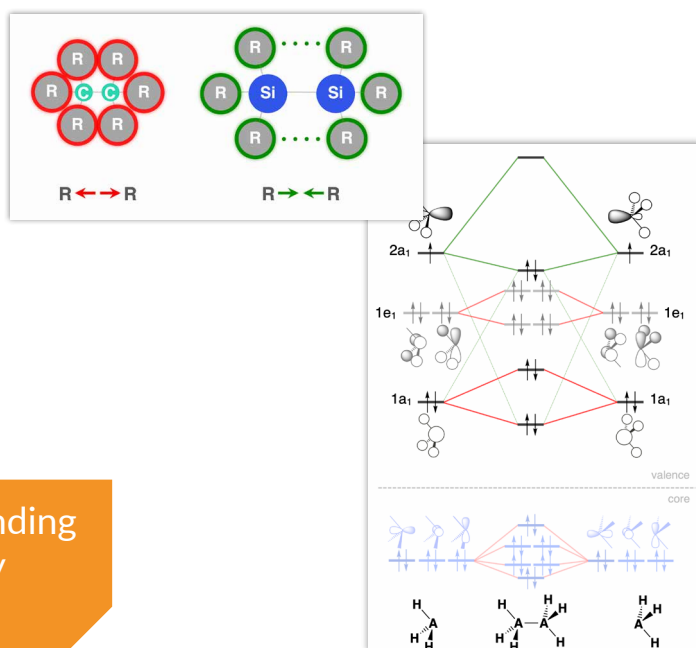 R R R R
R C C R Si Si R
R R R R
R R R R
2a₁ 2a₁
1e₁ 1e₁
1a₁ 1a₁
valence
core
nding
H H H H
A A A A
H H
H H H H H H